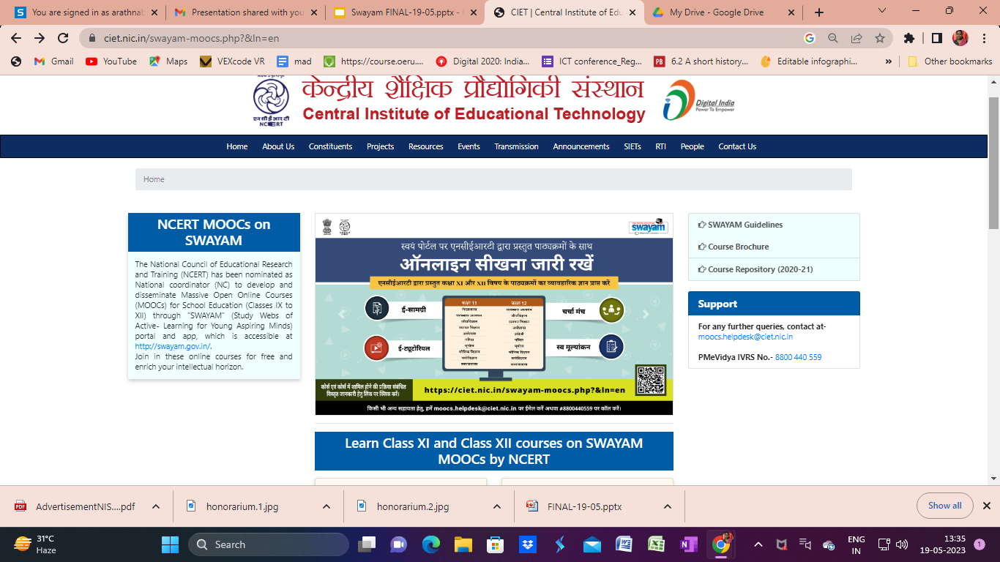 You are signed in as arathnab
Presentation shared with you
Swayam FINAL-19-05.pptx -
CIET | Central Institute of Edu
My Drive - Google Drive
ciet.nic.in/swayam-moocs.php?&ln=en
Gmail
YouTube
Maps
VEXcode VR
mad
https://course.oeru....
Digital 2020: India...
ICT conference_Reg...
6.2 A short history...
Editable infographi...
Other bookmarks
एन सी ई आर टी
NCERT
केन्द्रीय शैक्षिक प्रौद्योगिकी संस्थान
Central Institute of Educational Technology
Digital India
Power To Empower
Home About Us Constituents Projects Resources Events Transmission Announcements SIETs RTI People Contact Us
Home
NCERT MOOCs on
SWAYAM
The National Council of Educational Research
and Training (NCERT) has been nominated as
National coordinator (NC) to develop and
disseminate Massive Open Online Courses
(MOOCs) for School Education (Classes IX to
XII) through “SWAYAM” (Study Webs of
Active- Learning for Young Aspiring Minds)
portal and app, which is accessible at
http://swayam.gov.in/.
Join in these online courses for free and
enrich your intellectual horizon.
swayam
स्वयं पोर्टल पर एनसीईआरटी द्वारा प्रस्तुत पाठ्यक्रमों के साथ
ऑनलाइन सीखना जारी रखें
एनसीईआरटी द्वारा प्रस्तुत कक्षा XI और XII विषय के पाठ्यक्रमों का व्यावहारिक ज्ञान प्राप्त करें
ई-सामग्री
ई-ट्यूटोरियल
कक्षा 11 कक्षा 12
चर्चा मंच
स्व मूल्यांकन
कोर्स एवं कोर्स में शामिल होने की प्रक्रिया संबंधित
विस्तृत जानकारी हेतु लिंक पर क्लिक करें।
https://ciet.nic.in/swayam-moocs.php?&ln=en
किसी भी अन्य सहायता हेतु, हमें moocs.helpdesk@ciet.nic.in पर ईमेल करें अथवा #8800440559 पर कॉल करें।
Learn Class XI and Class XII courses on SWAYAM
MOOCs by NCERT
SWAYAM Guidelines
Course Brochure
Course Repository (2020-21)
Support
For any further queries, contact at-
moocs.helpdesk@ciet.nic.in
PMeVidya IVRS No.- 8800 440 559
AdvertisementNIS....pdf
honorarium.1.jpg
honorarium.2.jpg
FINAL-19-05.pptx
Show all
31°C
Haze
Search
ENG
IN
13:35
19-05-2023
1